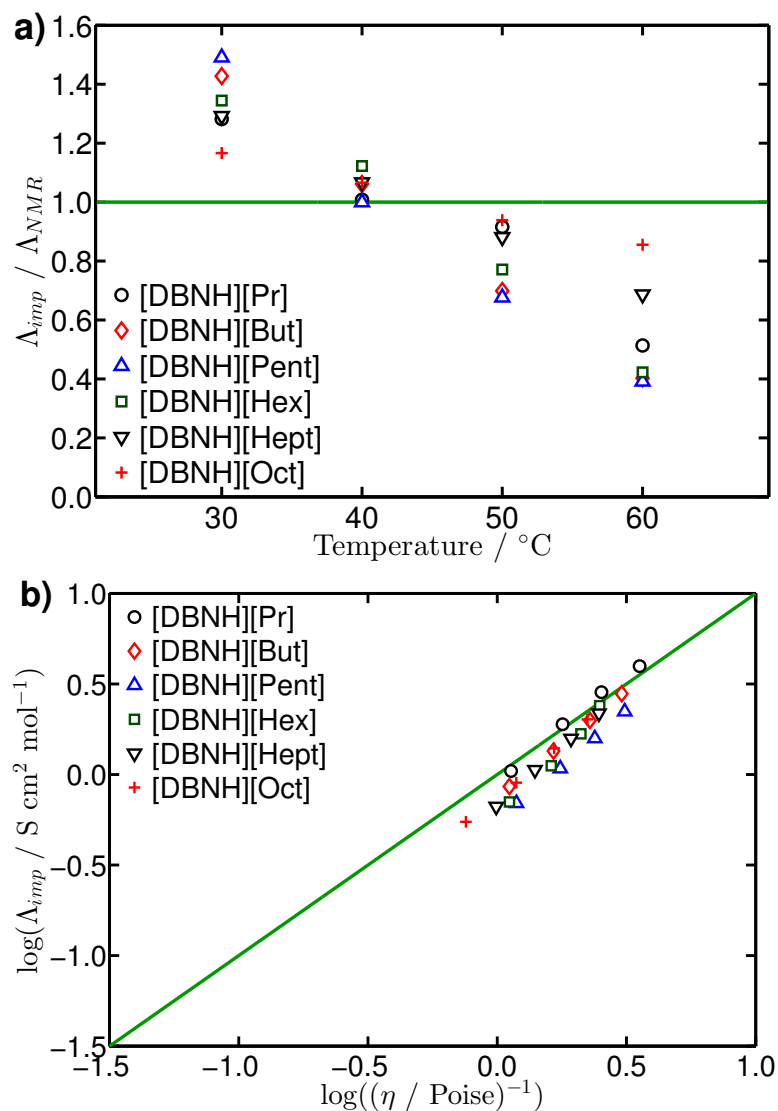 a)
1.6
1.4
1.2
1.0
0.8
0.6
0.4
0.2
0.0
Λ_imp / Λ_NMR
[DBNH][Pr]
[DBNH][But]
[DBNH][Pent]
[DBNH][Hex]
[DBNH][Hept]
[DBNH][Oct]
30 40 50 60
Temperature / °C
b)
1.0
0.5
0.0
−0.5
−1.0
−1.5
log(Λ_imp / S cm² mol⁻¹)
[DBNH][Pr]
[DBNH][But]
[DBNH][Pent]
[DBNH][Hex]
[DBNH][Hept]
[DBNH][Oct]
−1.5 −1.0 −0.5 0.0 0.5 1.0
log((η / Poise)⁻¹)